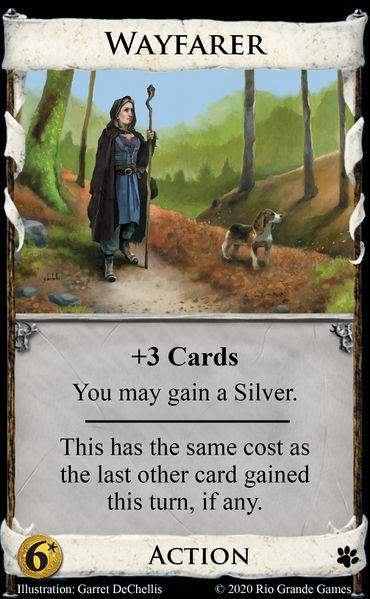 WAYFARER
+3 Cards
You may gain a Silver.
This has the same cost as
the last other card gained
this turn, if any.
6*
ACTION
Illustration: Garret DeChellis
© 2020 Rio Grande Games